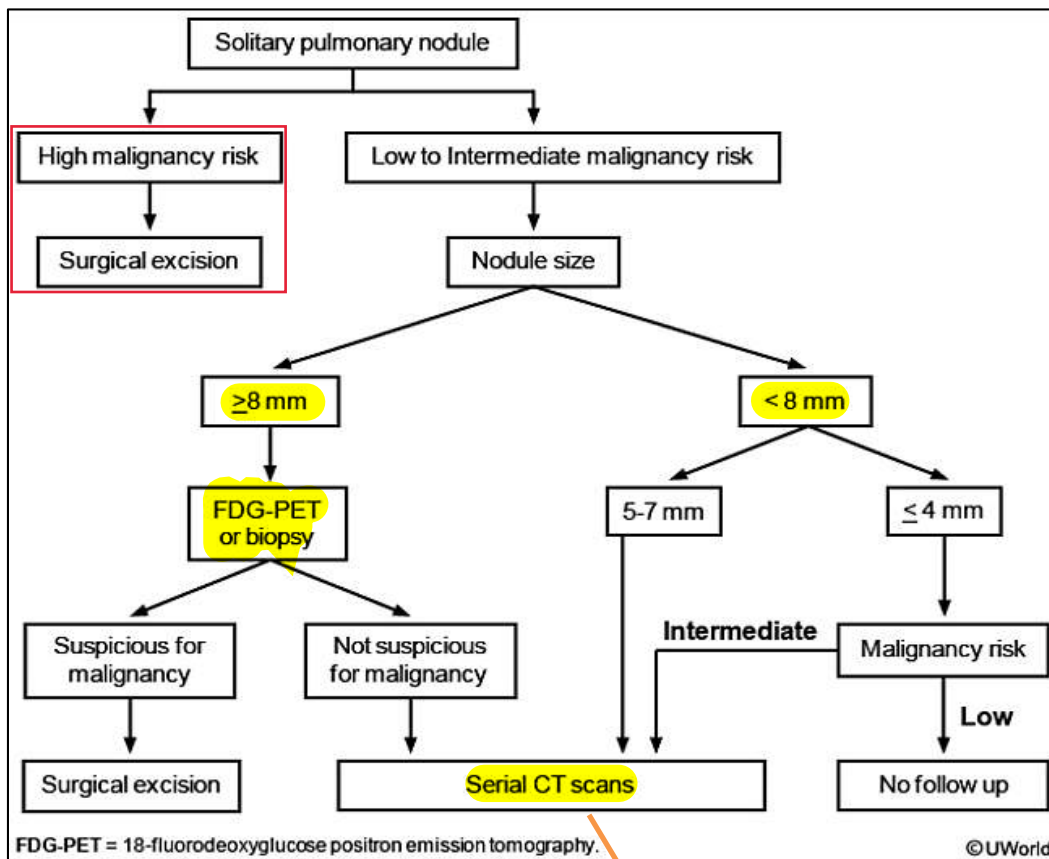 Solitary pulmonary nodule
High malignancy risk
Low to Intermediate malignancy risk
Surgical excision
Nodule size
≥8 mm
< 8 mm
FDG-PET
or biopsy
5-7 mm
≤ 4 mm
Suspicious for
malignancy
Not suspicious
for malignancy
Intermediate
Malignancy risk
Low
Surgical excision
Serial CT scans
No follow up
FDG-PET = 18-fluorodeoxyglucose positron emission tomography.
©UWorld